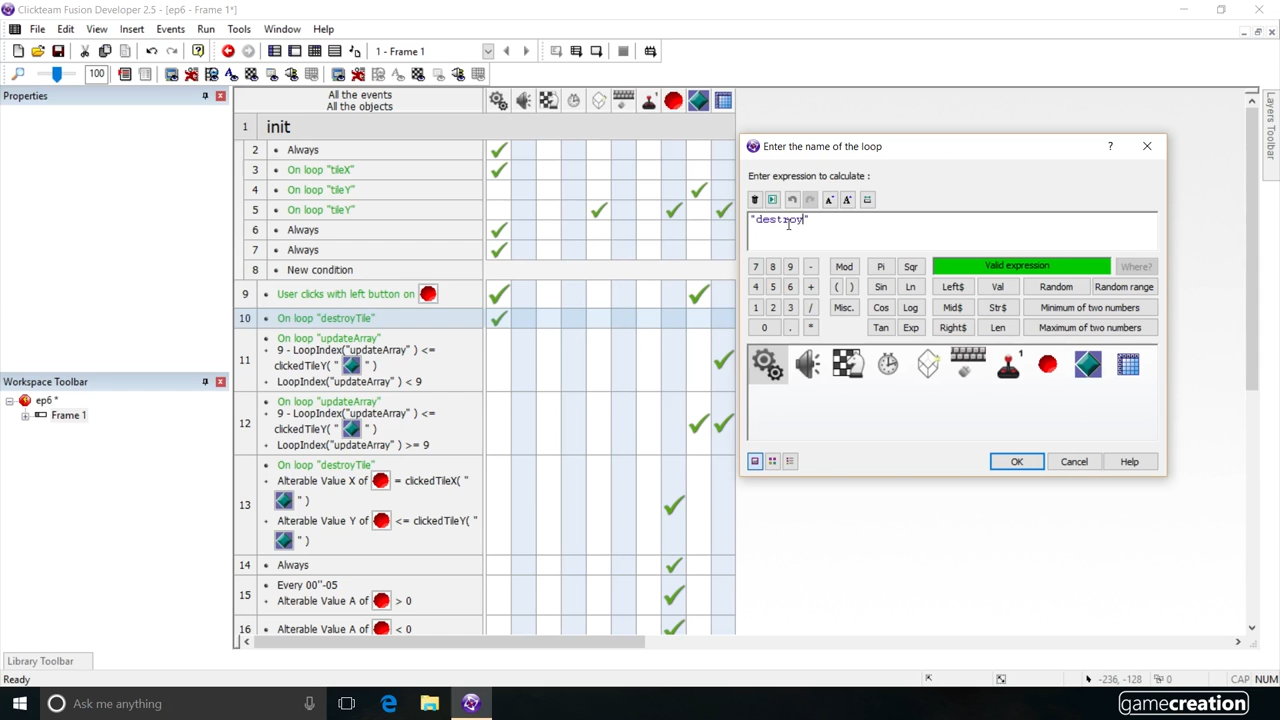 Clickteam Fusion Developer 2.5 - [ep6 - Frame 1*]
File Edit View Insert Events Run Tools Window Help
1 - Frame 1
100
Properties
All the events
All the objects
1 init
2 Always
3 On loop "tileX"
4 On loop "tileY"
5 On loop "tileY"
6 Always
7 Always
8 New condition
9 User clicks with left button on
10 On loop "destroyTile"
11 On loop "updateArray"
9 - LoopIndex("updateArray" ) <=
clickedTileY( " " )
LoopIndex("updateArray" ) < 9
12 On loop "updateArray"
9 - LoopIndex("updateArray" ) <=
clickedTileY( " " )
LoopIndex("updateArray" ) >= 9
13 On loop "destroyTile"
Alterable Value X of = clickedTileX( "
" )
Alterable Value Y of <= clickedTileY( "
" )
14 Always
15 Every 00"-05
Alterable Value A of > 0
16 Alterable Value A of < 0
Workspace Toolbar
ep6 *
Frame 1
Library Toolbar
Layers Toolbar
Enter the name of the loop
?
Enter expression to calculate :
"destroy"
7 8 9 - Mod Pi Sqr Valid expression Where?
4 5 6 + ( ) Sin Ln Left$ Val Random Random range
1 2 3 / Misc. Cos Log Mid$ Str$ Minimum of two numbers
0 . * Tan Exp Right$ Len Maximum of two numbers
1
OK Cancel Help
Ready
-236, -128
0
CAP NUM
Ask me anything
gamecreation